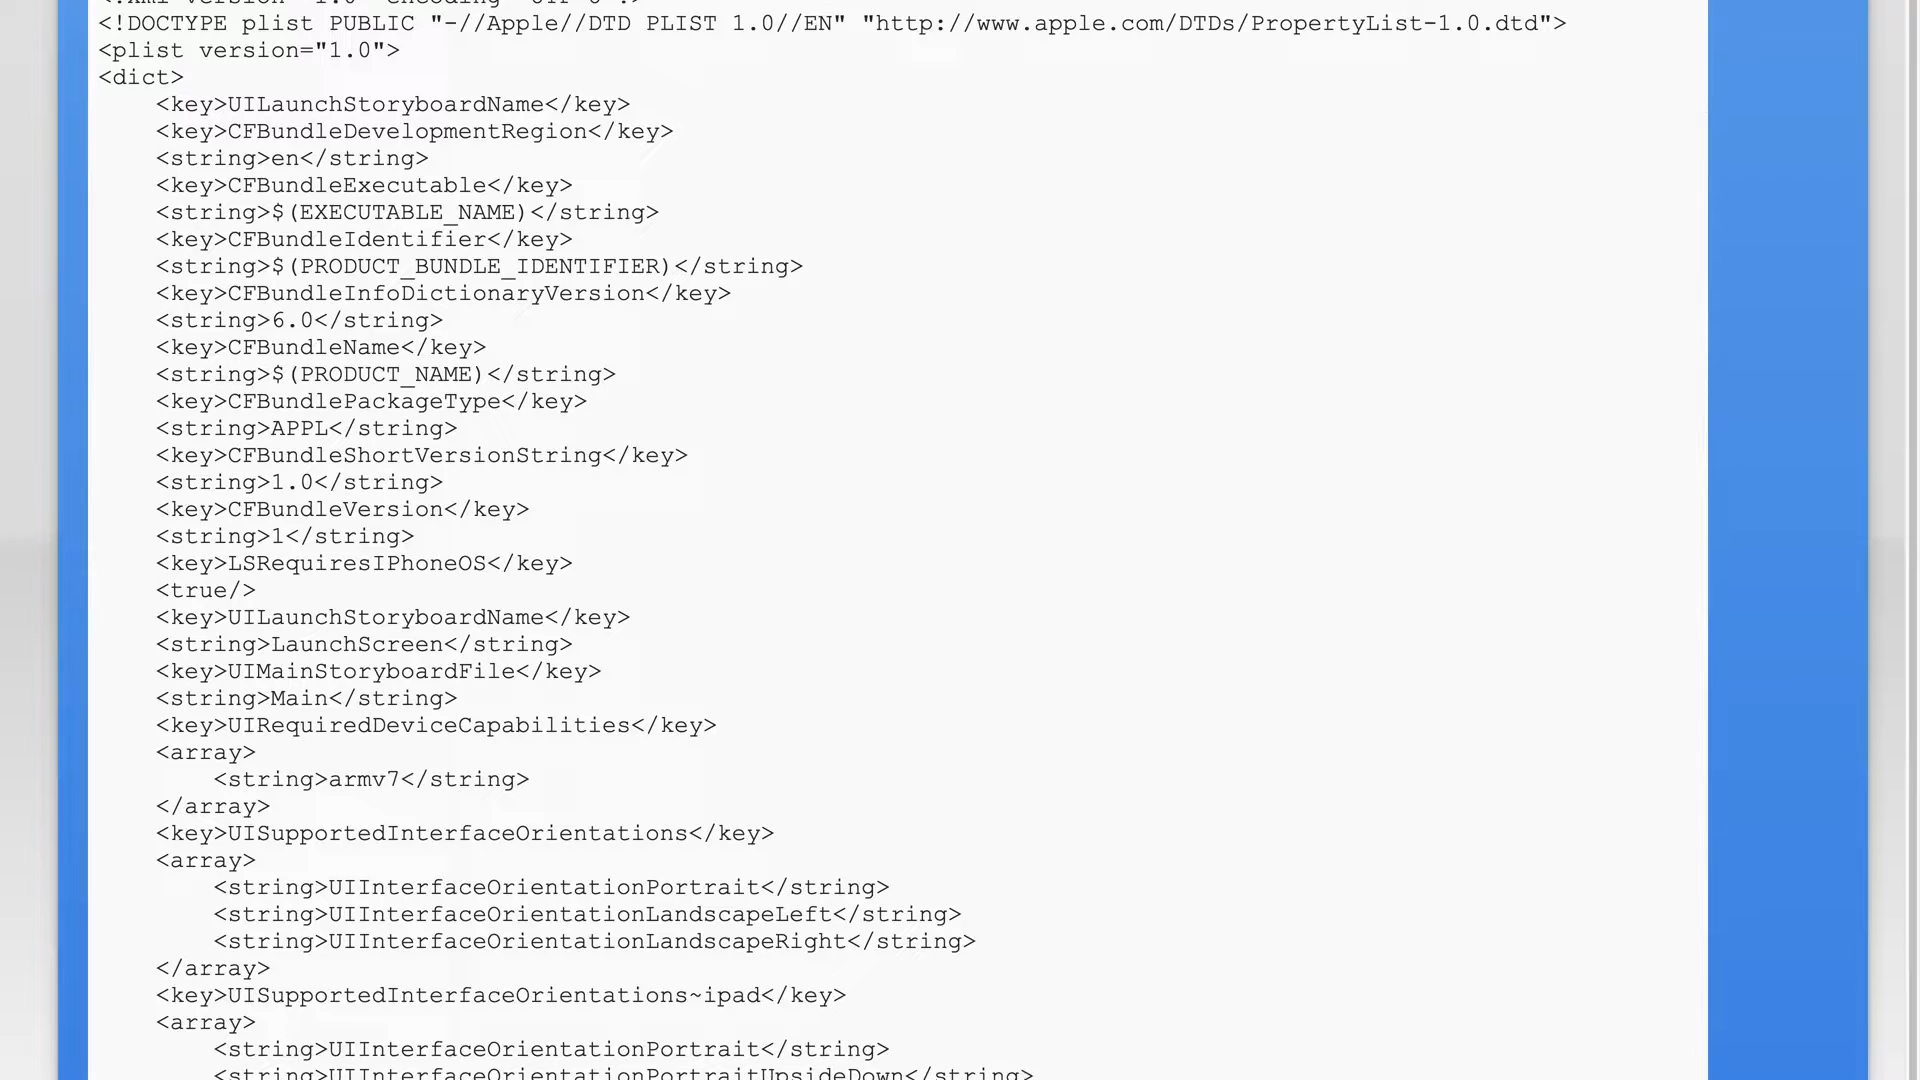 <!DOCTYPE plist PUBLIC "-//Apple//DTD PLIST 1.0//EN" "http://www.apple.com/DTDs/PropertyList-1.0.dtd">
<plist version="1.0">
<dict>
    <key>UILaunchStoryboardName</key>
    <key>CFBundleDevelopmentRegion</key>
    <string>en</string>
    <key>CFBundleExecutable</key>
    <string>$(EXECUTABLE_NAME)</string>
    <key>CFBundleIdentifier</key>
    <string>$(PRODUCT_BUNDLE_IDENTIFIER)</string>
    <key>CFBundleInfoDictionaryVersion</key>
    <string>6.0</string>
    <key>CFBundleName</key>
    <string>$(PRODUCT_NAME)</string>
    <key>CFBundlePackageType</key>
    <string>APPL</string>
    <key>CFBundleShortVersionString</key>
    <string>1.0</string>
    <key>CFBundleVersion</key>
    <string>1</string>
    <key>LSRequiresIPhoneOS</key>
    <true/>
    <key>UILaunchStoryboardName</key>
    <string>LaunchScreen</string>
    <key>UIMainStoryboardFile</key>
    <string>Main</string>
    <key>UIRequiredDeviceCapabilities</key>
    <array>
        <string>armv7</string>
    </array>
    <key>UISupportedInterfaceOrientations</key>
    <array>
        <string>UIInterfaceOrientationPortrait</string>
        <string>UIInterfaceOrientationLandscapeLeft</string>
        <string>UIInterfaceOrientationLandscapeRight</string>
    </array>
    <key>UISupportedInterfaceOrientations~ipad</key>
    <array>
        <string>UIInterfaceOrientationPortrait</string>
        <string>UIInterfaceOrientationPortraitUpsideDown</string>